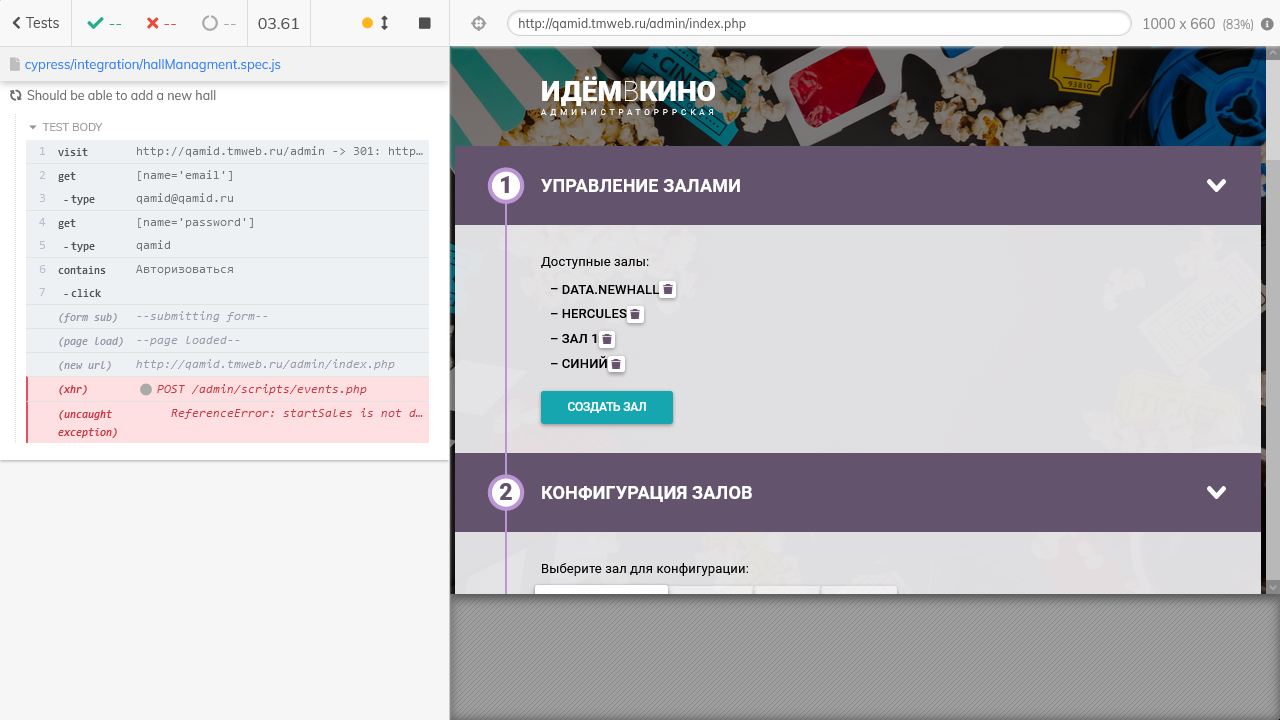 Tests
--
--
--
03.61
http://qamid.tmweb.ru/admin/index.php
1000 x 660 (83%)
cypress/integration/hallManagment.spec.js
Should be able to add a new hall
TEST BODY
1 visit http://qamid.tmweb.ru/admin -> 301: http…
2 get [name='email']
3 -type qamid@qamid.ru
4 get [name='password']
5 -type qamid
6 contains Авторизоваться
7 -click
(form sub) --submitting form--
(page load) --page loaded--
(new url) http://qamid.tmweb.ru/admin/index.php
(xhr) POST /admin/scripts/events.php
(uncaught exception) ReferenceError: startSales is not d…
ИДЁМВКИНО
АДМИНИСТРАТОРРРСКАЯ
CINEM
93810
1 УПРАВЛЕНИЕ ЗАЛАМИ
Доступные залы:
– DATA.NEWHALL
– HERCULES
– ЗАЛ 1
– СИНИЙ
СОЗДАТЬ ЗАЛ
2 КОНФИГУРАЦИЯ ЗАЛОВ
Выберите зал для конфигурации: